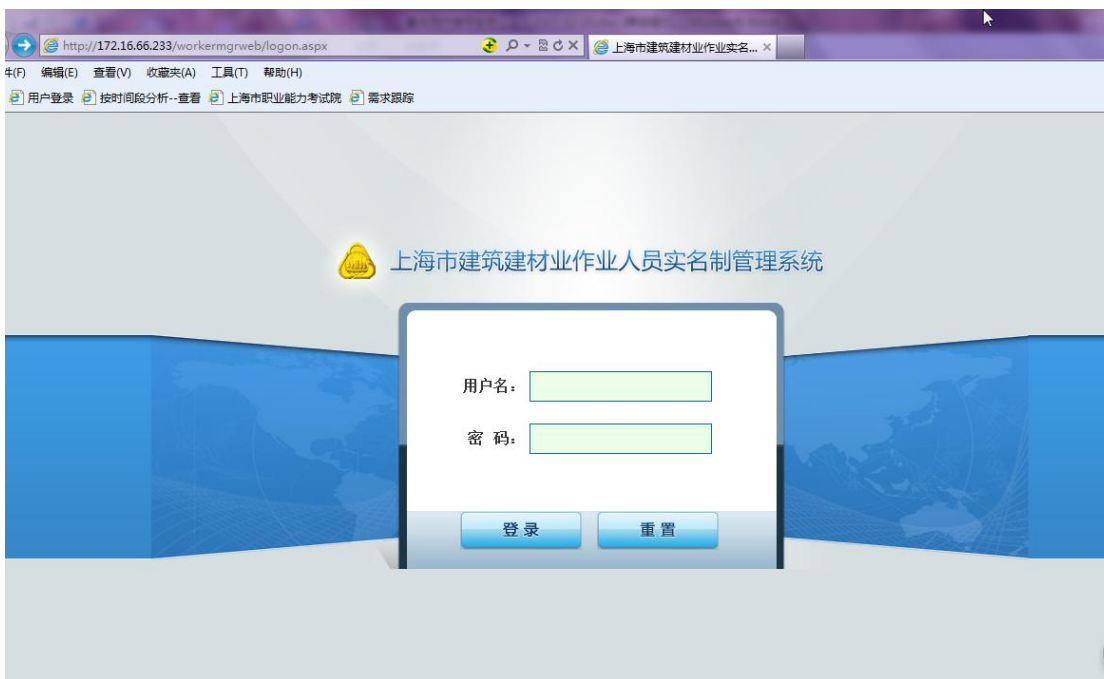 http://172.16.66.233/workermgrweb/logon.aspx
上海市建筑建材业作业实名...
编辑(E) 查看(V) 收藏夹(A) 工具(T) 帮助(H)
用户登录 按时间段分析--查看 上海市职业能力考试院 需求跟踪
上海市建筑建材业作业人员实名制管理系统
用户名：
密 码：
登 录 重 置